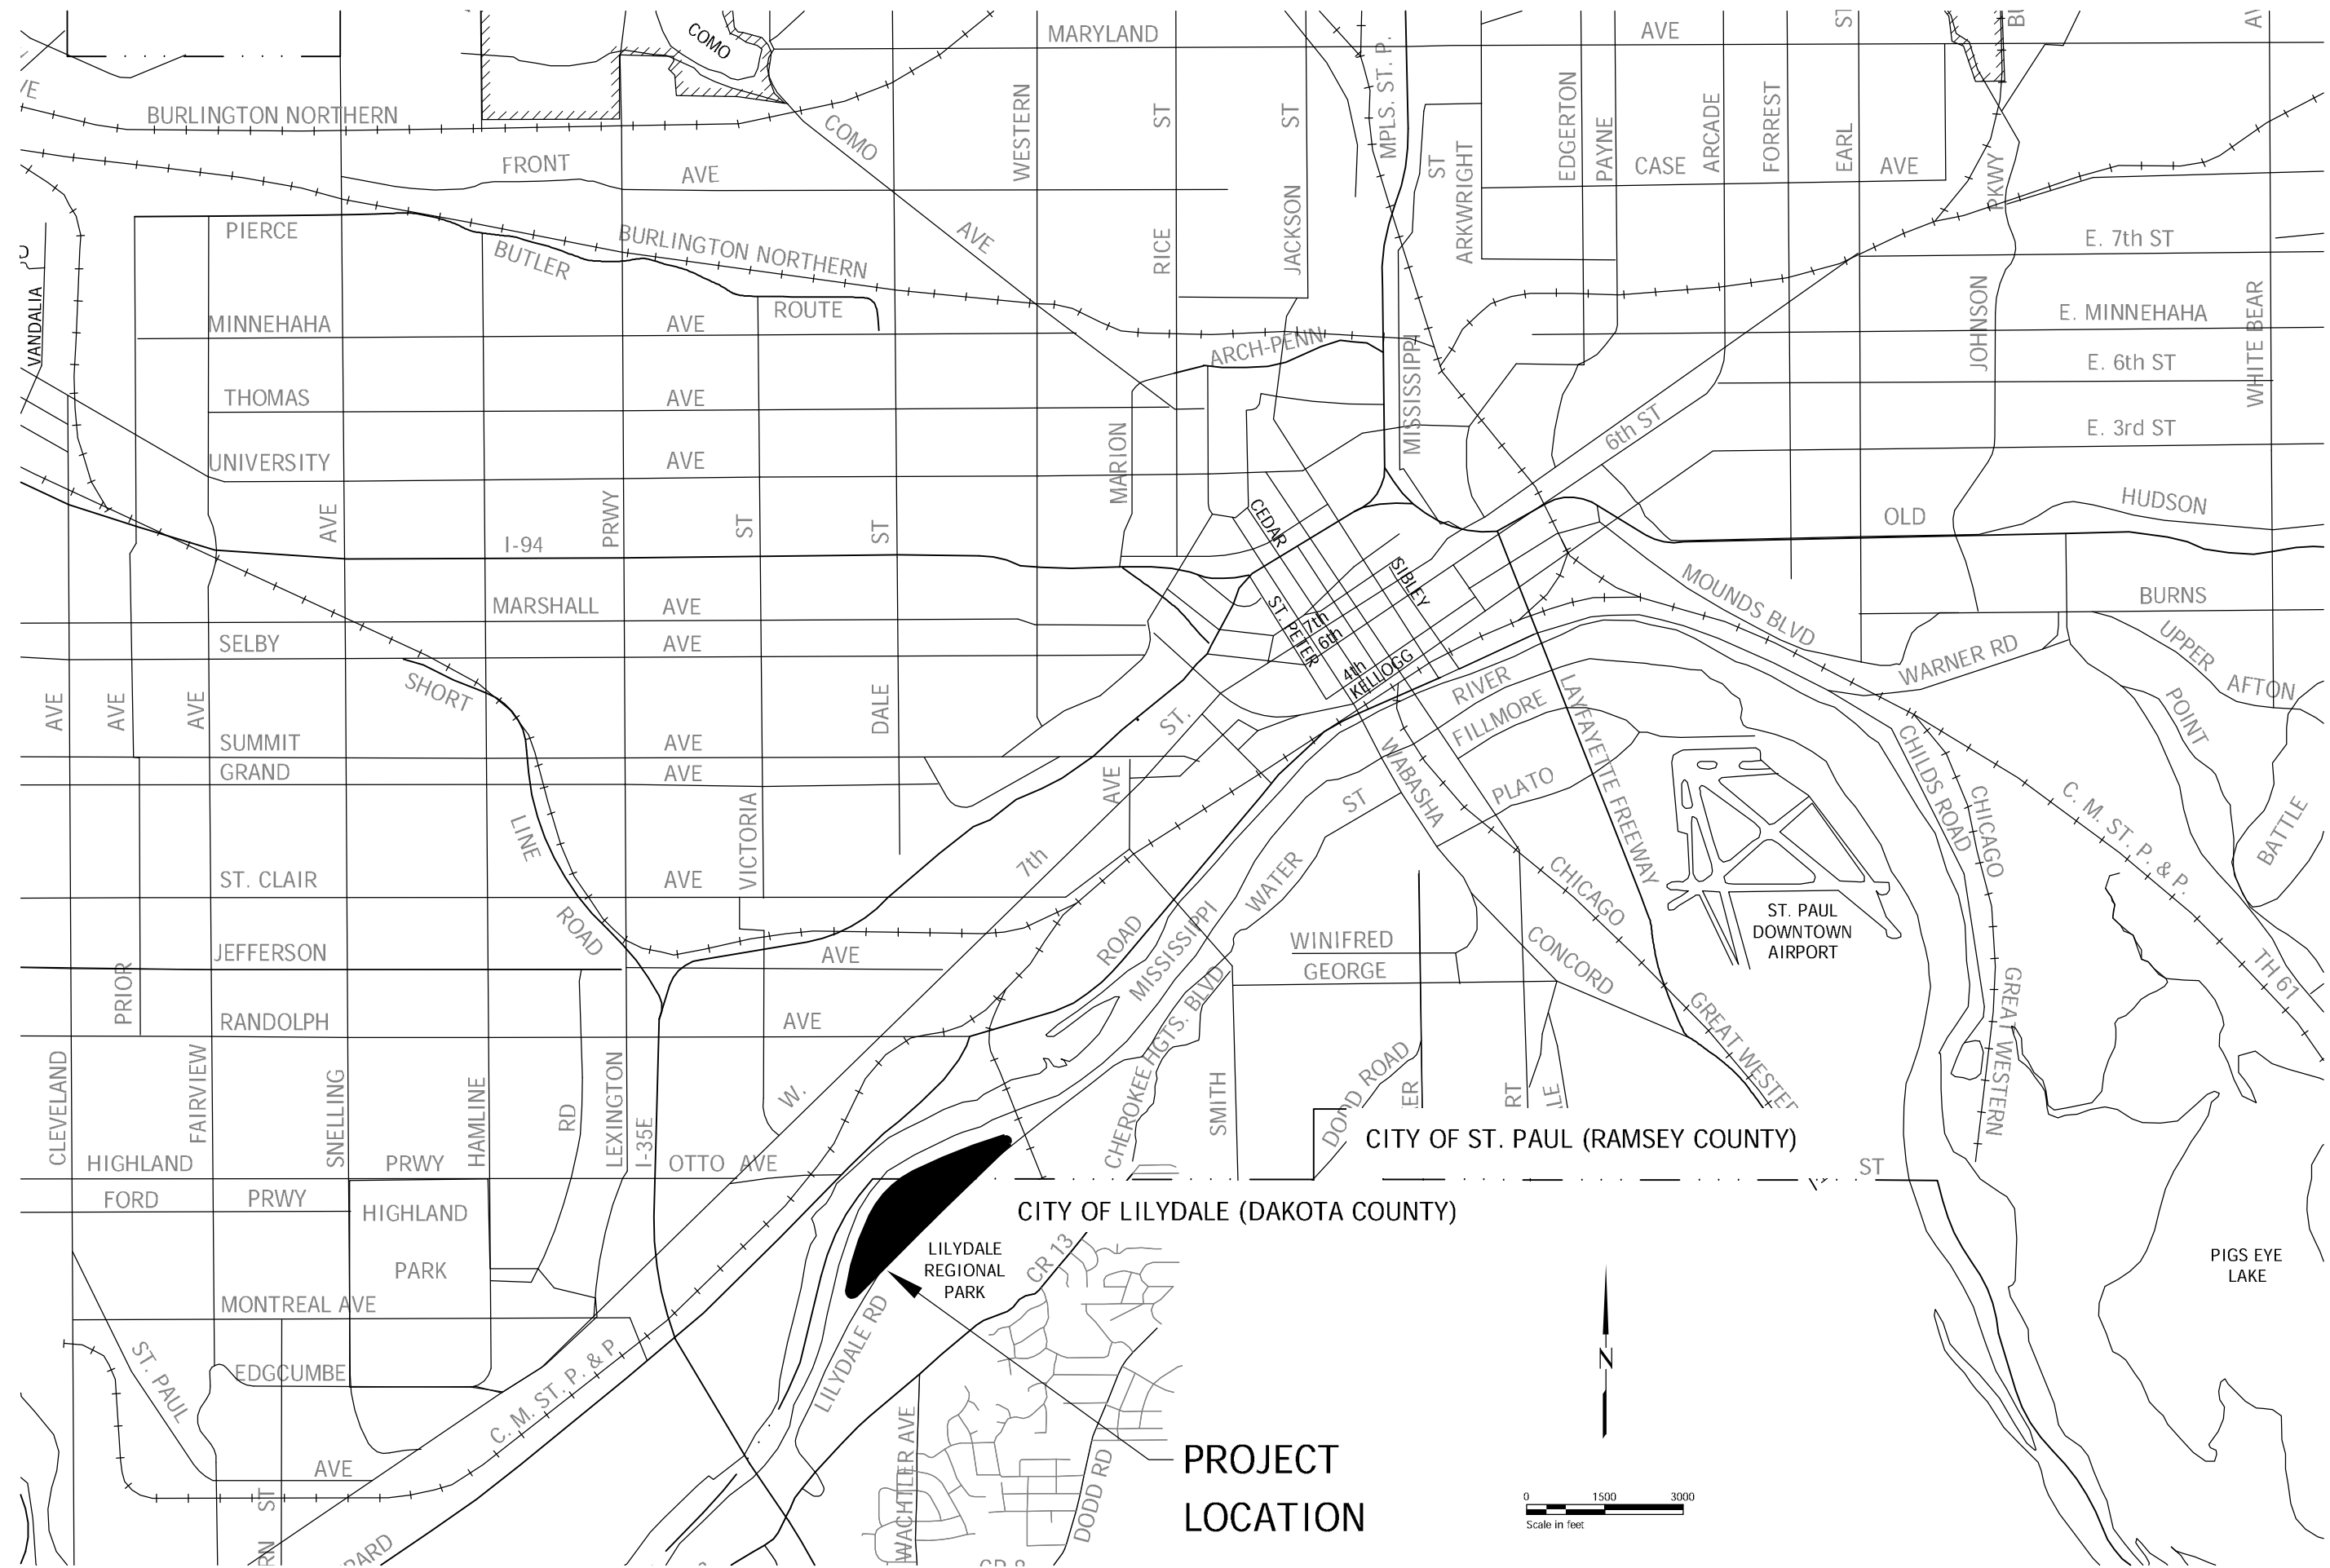 COMO
MARYLAND
AVE
ST
MPLS. ST. P.
BURLINGTON NORTHERN
COMO
WESTERN
ST
ST
ST
ARKWRIGHT
EDGERTON
PAYNE
CASE
ARCADE
FORREST
EARL
AVE
PKWY
FRONT
AVE
PIERCE
BUTLER
BURLINGTON NORTHERN
AVE
RICE
JACKSON
E. 7th ST
VANDALIA
MINNEHAHA
AVE
ROUTE
ARCH-PENN
MISSISSIPPI
JOHNSON
E. MINNEHAHA
WHITE BEAR
E. 6th ST
THOMAS
AVE
MARION
6th ST
E. 3rd ST
UNIVERSITY
AVE
AVE
PRWY
ST
ST
I-94
CEDAR
OLD
HUDSON
SIBLEY
MOUNDS BLVD
BURNS
MARSHALL
AVE
ST. PETER
7th
6th
4th
KELLOGG
SELBY
AVE
WARNER RD
UPPER
AFTON
SHORT
AVE
AVE
AVE
DALE
ST.
RIVER
FILLMORE
LAYFAYETTE FREEWAY
POINT
SUMMIT
AVE
GRAND
AVE
AVE
WABASHA
PLATO
ST
CHILDS ROAD
CHICAGO
C. M. ST. P. & P.
BATTLE
LINE
VICTORIA
ST. CLAIR
AVE
7th
WATER
CHICAGO
ROAD
ROAD
MISSISSIPPI
ST. PAUL
DOWNTOWN
AIRPORT
JEFFERSON
AVE
WINIFRED
GEORGE
CONCORD
PRIOR
CHEROKEE HGTS. BLVD
GREAT WESTERN
TH 61
RANDOLPH
AVE
GREAT WESTER
CLEVELAND
FAIRVIEW
SNELLING
HAMLINE
RD
LEXINGTON
I-35E
W.
SMITH
DODD ROAD
ER
RT
LE
CITY OF ST. PAUL (RAMSEY COUNTY)
HIGHLAND
PRWY
OTTO AVE
ST
FORD
PRWY
HIGHLAND
PARK
CITY OF LILYDALE (DAKOTA COUNTY)
LILYDALE
REGIONAL
PARK
CR 13
PIGS EYE
LAKE
MONTREAL AVE
LILYDALE RD
ST. PAUL
EDGCUMBE
C. M. ST. P. & P.
N
AVE
ST
WACHTLER AVE
DODD RD
PROJECT
LOCATION
0 1500 3000
Scale in feet